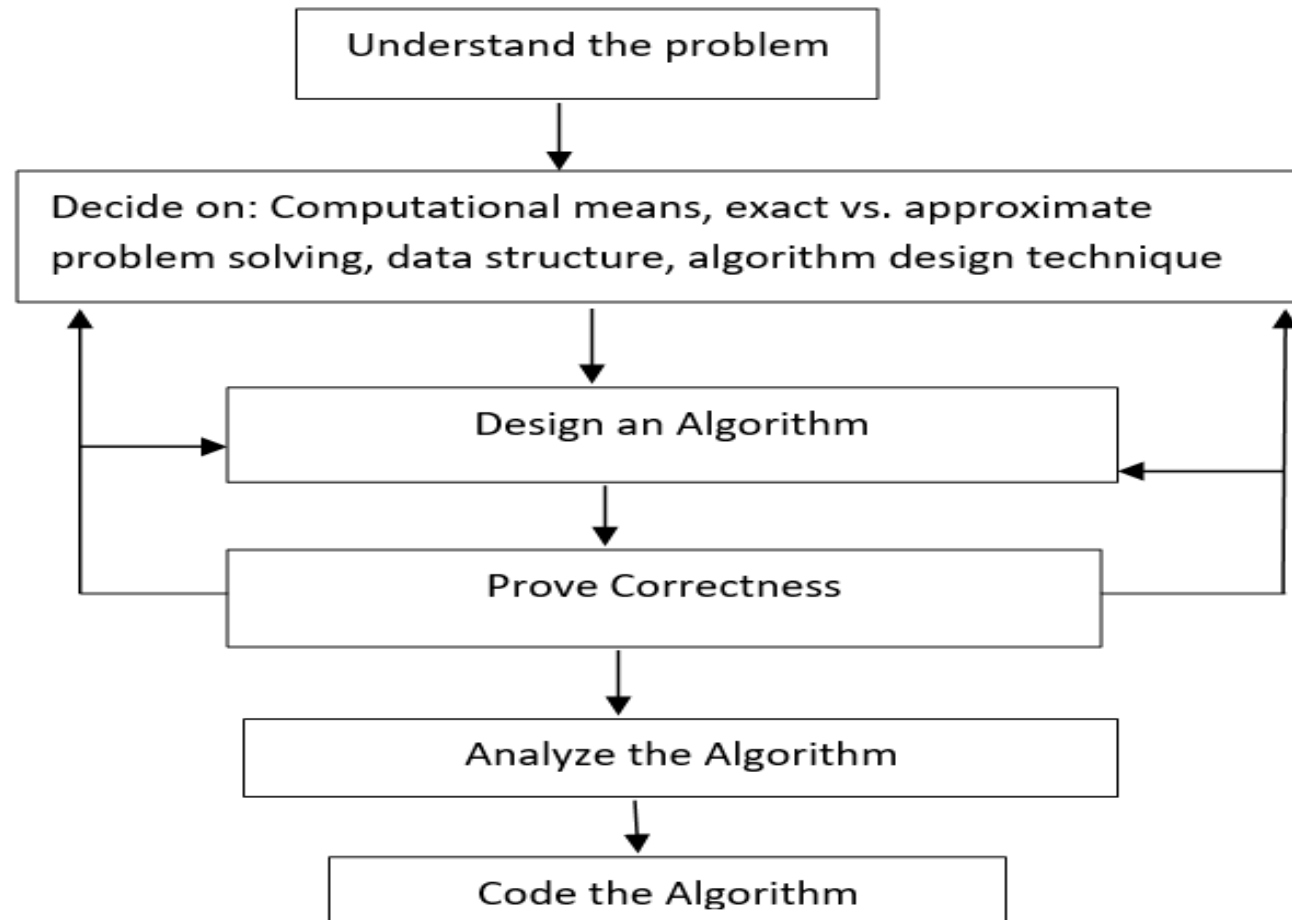 Understand the problem
Decide on: Computational means, exact vs. approximate
problem solving, data structure, algorithm design technique
Design an Algorithm
Prove Correctness
Analyze the Algorithm
Code the Algorithm